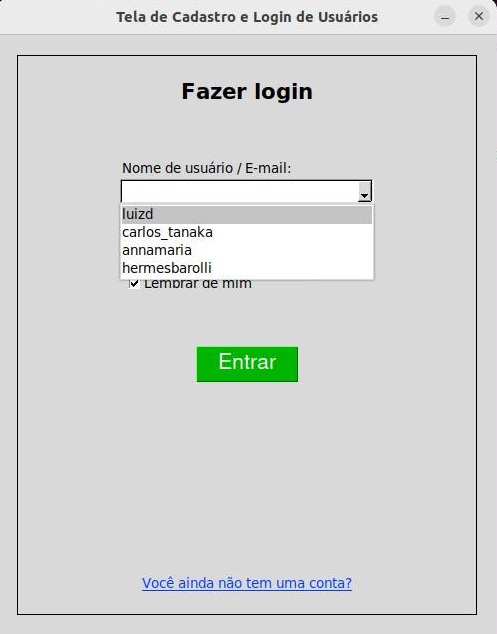 Tela de Cadastro e Login de Usuários
Fazer login
Nome de usuário / E-mail:
luizd
carlos_tanaka
annamaria
hermesbarolli
Lembrar de mim
Entrar
Você ainda não tem uma conta?